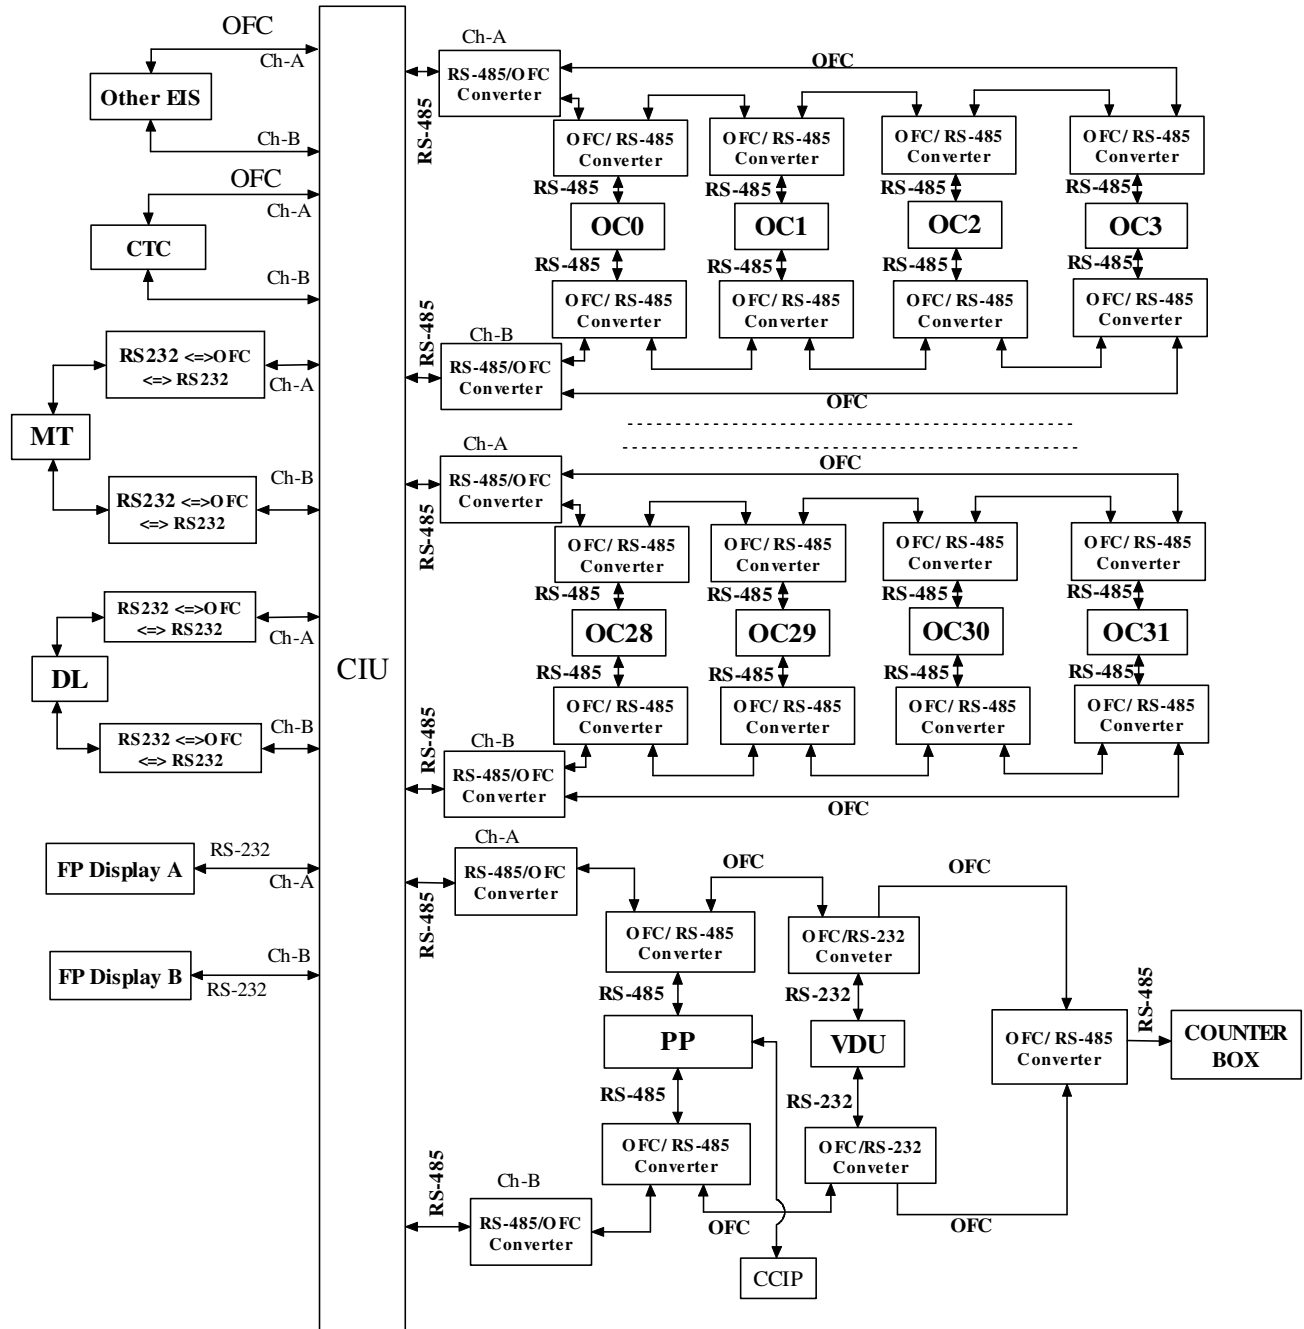 OFC
Ch-A
Other EIS
Ch-B
OFC
Ch-A
CTC
Ch-B
RS232 <=>OFC
<=> RS232
Ch-A
MT
Ch-B
RS232 <=>OFC
<=> RS232
RS232 <=>OFC
<=> RS232
Ch-A
DL
Ch-B
RS232 <=>OFC
<=> RS232
RS-232
FP Display A
Ch-A
Ch-B
FP Display B
RS-232
CIU
Ch-A
RS-485/OFC
Converter
RS-485
OFC
OFC/ RS-485
Converter
OFC/ RS-485
Converter
OFC/ RS-485
Converter
OFC/ RS-485
Converter
RS-485
RS-485
RS-485
RS-485
OC0
OC1
OC2
OC3
RS-485
RS-485
RS-485
RS-485
OFC/ RS-485
Converter
OFC/ RS-485
Converter
OFC/ RS-485
Converter
OFC/ RS-485
Converter
RS-485
Ch-B
RS-485/OFC
Converter
OFC
Ch-A
RS-485/OFC
Converter
RS-485
OFC
OFC/ RS-485
Converter
OFC/ RS-485
Converter
OFC/ RS-485
Converter
OFC/ RS-485
Converter
RS-485
RS-485
RS-485
RS-485
OC28
OC29
OC30
OC31
RS-485
RS-485
RS-485
RS-485
OFC/ RS-485
Converter
OFC/ RS-485
Converter
OFC/ RS-485
Converter
OFC/ RS-485
Converter
RS-485
Ch-B
RS-485/OFC
Converter
OFC
Ch-A
RS-485/OFC
Converter
RS-485
OFC
OFC
OFC/ RS-485
Converter
OFC/RS-232
Conveter
RS-485
RS-232
PP
VDU
OFC/ RS-485
Converter
RS-485
COUNTER
BOX
RS-485
RS-232
OFC/ RS-485
Converter
OFC/RS-232
Conveter
RS-485
Ch-B
RS-485/OFC
Converter
OFC
OFC
CCIP